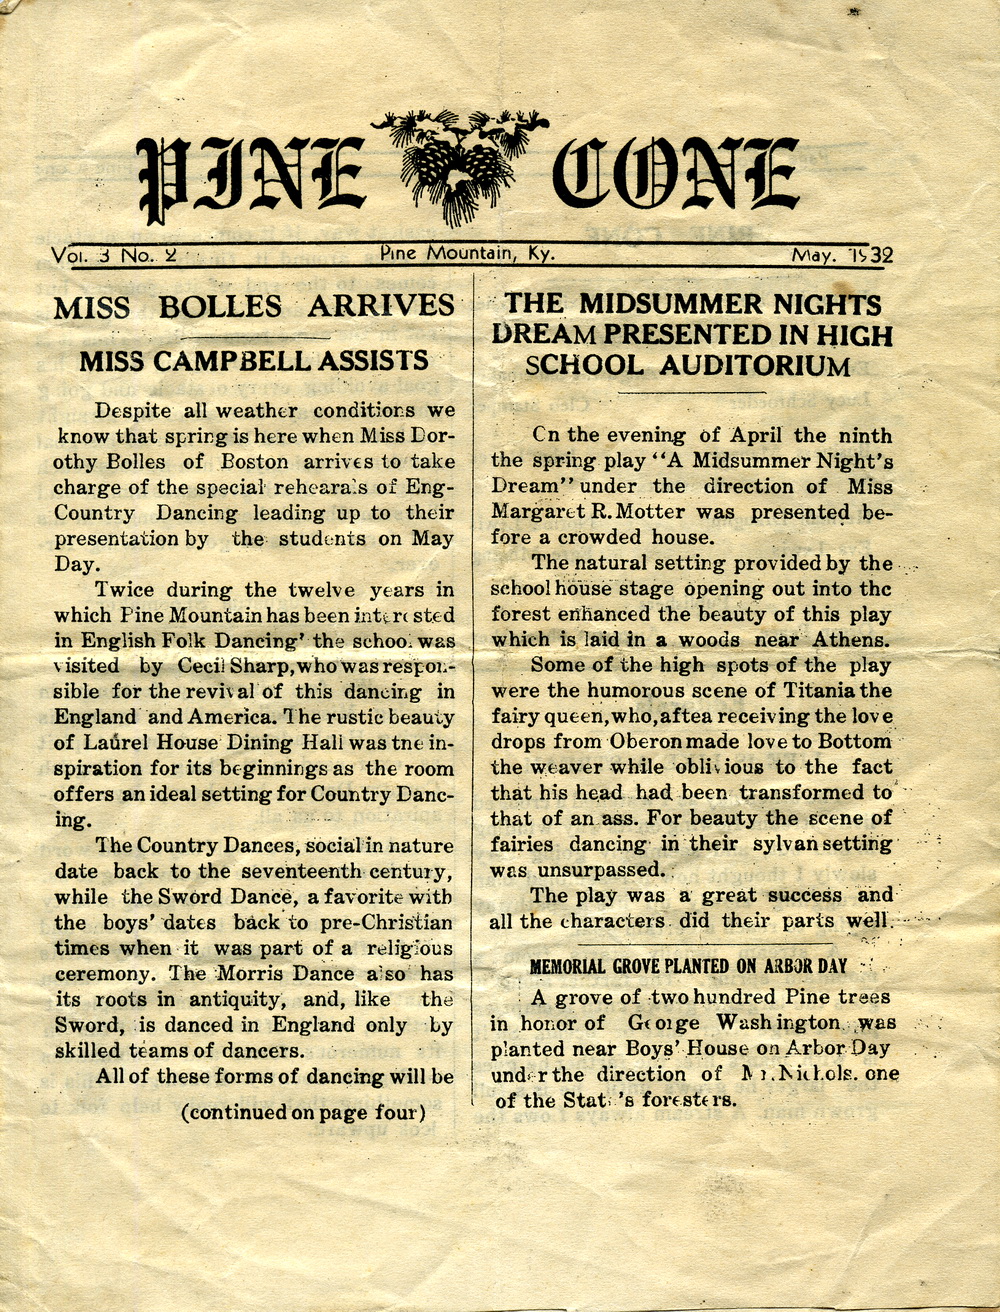 PINE CONE
Vol. 3 No. 2 Pine Mountain, Ky. May. 1932
MISS BOLLES ARRIVES
MISS CAMPBELL ASSISTS
Despite all weather conditions we
know that spring is here when Miss Dor-
othy Bolles of Boston arrives to take
charge of the special rehearals of Eng-
Country Dancing leading up to their
presentation by the students on May
Day.
Twice during the twelve years in
which Pine Mountain has been interested
in English Folk Dancing' the school was
visited by Cecil Sharp, who was respon-
sible for the revival of this dancing in
England and America. The rustic beauty
of Laurel House Dining Hall was the in-
spiration for its beginnings as the room
offers an ideal setting for Country Danc-
ing.
The Country Dances, social in nature
date back to the seventeenth century,
while the Sword Dance, a favorite with
the boys' dates back to pre-Christian
times when it was part of a religious
ceremony. The Morris Dance also has
its roots in antiquity, and, like the
Sword, is danced in England only by
skilled teams of dancers.
All of these forms of dancing will be
(continued on page four)
THE MIDSUMMER NIGHTS
DREAM PRESENTED IN HIGH
SCHOOL AUDITORIUM
On the evening of April the ninth
the spring play "A Midsummer Night's
Dream" under the direction of Miss
Margaret R. Motter was presented be-
fore a crowded house.
The natural setting provided by the
school house stage opening out into the
forest enhanced the beauty of this play
which is laid in a woods near Athens.
Some of the high spots of the play
were the humorous scene of Titania the
fairy queen, who, aftea receiving the love
drops from Oberon made love to Bottom
the weaver while oblivious to the fact
that his head had been transformed to
that of an ass. For beauty the scene of
fairies dancing in their sylvan setting
was unsurpassed.
The play was a great success and
all the characters did their parts well.
MEMORIAL GROVE PLANTED ON ARBOR DAY
A grove of two hundred Pine trees
in honor of George Washington was
planted near Boys' House on Arbor Day
under the direction of Mr. Nichols. one
of the State's foresters.